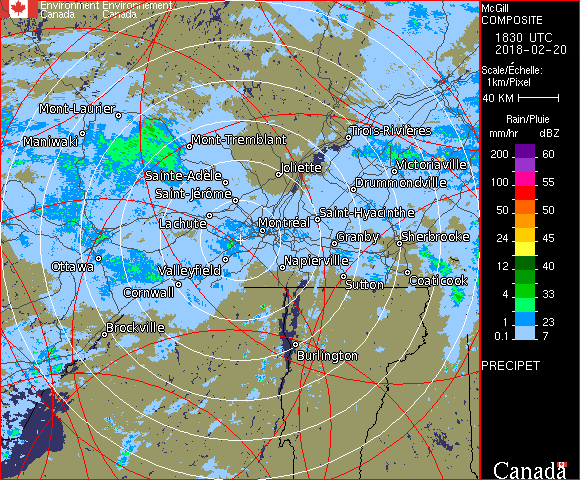 Environment Environnement
Canada Canada
McGill
COMPOSITE
1830 UTC
2018-02-20
Scale/Échelle:
1km/Pixel
40 KM
Rain/Pluie
mm/hr dBZ
200 60
100 55
50 50
24 45
12 40
4 33
1 23
0.1 7
PRECIPET
Canada
Mont-Laurier
Maniwaki
Mont-Tremblant
Trois-Rivières
Victoriaville
Joliette
Sainte-Adèle
Drummondville
Saint-Jérôme
Saint-Hyacinthe
Lachute
Montréal
Granby
Sherbrooke
Ottawa
Valleyfield
Napierville
Coaticook
Sutton
Cornwall
Brockville
Burlington